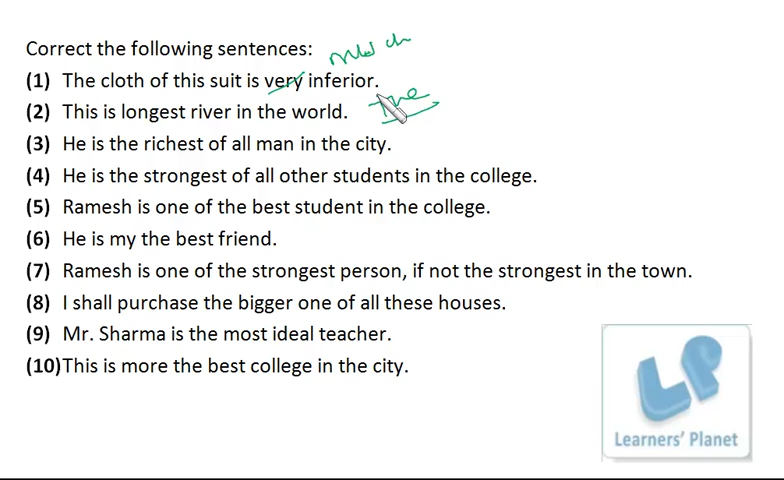 Correct the following sentences: much
(1) The cloth of this suit is very inferior.
(2) This is longest river in the world. the
(3) He is the richest of all man in the city.
(4) He is the strongest of all other students in the college.
(5) Ramesh is one of the best student in the college.
(6) He is my the best friend.
(7) Ramesh is one of the strongest person, if not the strongest in the town.
(8) I shall purchase the bigger one of all these houses.
(9) Mr. Sharma is the most ideal teacher.
(10) This is more the best college in the city.
LP
Learners' Planet